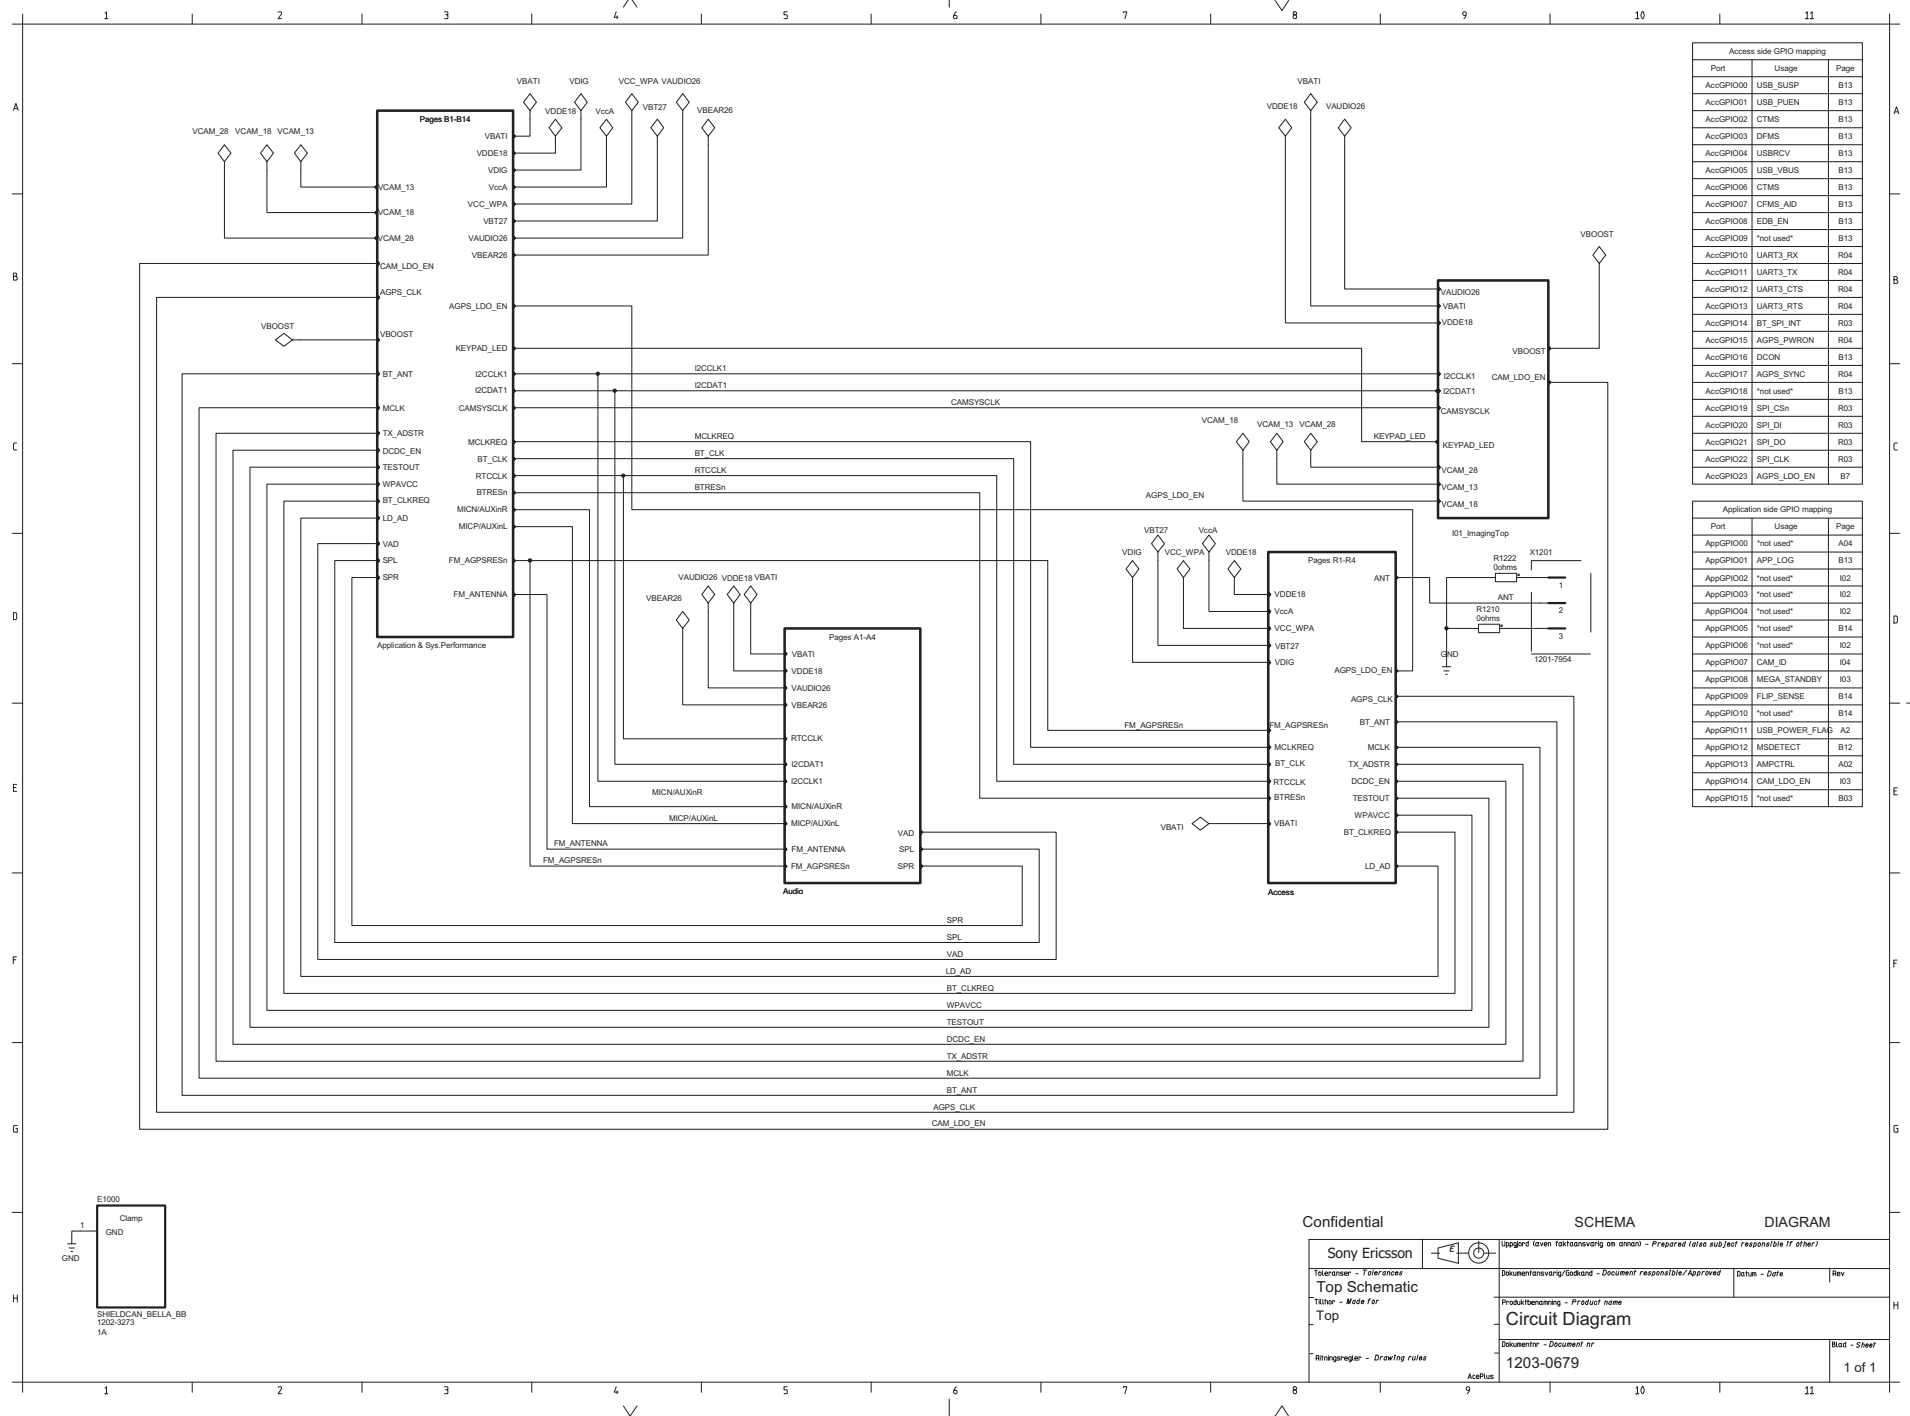 1 2 3 4 5 6 7 8 9 10 11
A
B
C
D
E
F
G
H
Pages B1-B14
VBATI
VDDE18
VDIG
VccA
VCC_WPA
VBT27
VAUDIO26
VBEAR26
VCAM_28 VCAM_18 VCAM_13
VBOOST
VCAM_13
VCAM_18
VCAM_28
CAM_LDO_EN
AGPS_CLK
VBOOST
BT_ANT
MCLK
TX_ADSTR
DCDC_EN
TESTOUT
WPAVCC
BT_CLKREQ
LD_AD
VAD
SPL
SPR
VBATI
VDDE18
VDIG
VccA
VCC_WPA
VBT27
VAUDIO26
VBEAR26
AGPS_LDO_EN
KEYPAD_LED
I2CCLK1
I2CDAT1
CAMSYSCLK
MCLKREQ
BT_CLK
RTCCLK
BTRESn
MICN/AUXinR
MICP/AUXinL
FM_AGPSRESn
FM_ANTENNA
Application & Sys.Performance
I2CCLK1
I2CDAT1
CAMSYSCLK
MCLKREQ
BT_CLK
RTCCLK
BTRESn
AGPS_LDO_EN
KEYPAD_LED
VBATI
VDDE18
VAUDIO26
VBOOST
VAUDIO26
VBATI
VDDE18
VBOOST
I2CCLK1
CAM_LDO_EN
I2CDAT1
CAMSYSCLK
KEYPAD_LED
VCAM_28
VCAM_13
VCAM_18
VCAM_18
VCAM_13 VCAM_28
I01_ImagingTop
VAUDIO26 VDDE18 VBATI
VBEAR26
Pages A1-A4
VBATI
VDDE18
VAUDIO26
VBEAR26
RTCCLK
I2CDAT1
I2CCLK1
MICN/AUXinR
MICP/AUXinL
FM_ANTENNA
FM_AGPSRESn
VAD
SPL
SPR
Audio
MICN/AUXinR
MICP/AUXinL
FM_ANTENNA
FM_AGPSRESn
VBT27
VccA
VDIG
VCC_WPA
VDDE18
Pages R1-R4
ANT
VDDE18
VccA
VCC_WPA
VBT27
VDIG
AGPS_LDO_EN
AGPS_CLK
FM_AGPSRESn
FM_AGPSRESn
BT_ANT
MCLKREQ
MCLK
BT_CLK
TX_ADSTR
RTCCLK
DCDC_EN
BTRESn
TESTOUT
WPAVCC
VBATI
VBATI
BT_CLKREQ
LD_AD
Access
R1222
0ohms
X1201
1
ANT
2
R1210
0ohms
3
GND
1201-7954
SPR
SPL
VAD
LD_AD
BT_CLKREQ
WPAVCC
TESTOUT
DCDC_EN
TX_ADSTR
MCLK
BT_ANT
AGPS_CLK
CAM_LDO_EN
Access side GPIO mapping
Port Usage Page
AccGPIO00 USB_SUSP B13
AccGPIO01 USB_PUEN B13
AccGPIO02 CTMS B13
AccGPIO03 DFMS B13
AccGPIO04 USBRCV B13
AccGPIO05 USB_VBUS B13
AccGPIO06 CTMS B13
AccGPIO07 CFMS_AID B13
AccGPIO08 EDB_EN B13
AccGPIO09 *not used* B13
AccGPIO10 UART3_RX R04
AccGPIO11 UART3_TX R04
AccGPIO12 UART3_CTS R04
AccGPIO13 UART3_RTS R04
AccGPIO14 BT_SPI_INT R03
AccGPIO15 AGPS_PWRON R04
AccGPIO16 DCON B13
AccGPIO17 AGPS_SYNC R04
AccGPIO18 *not used* B13
AccGPIO19 SPI_CSn R03
AccGPIO20 SPI_DI R03
AccGPIO21 SPI_DO R03
AccGPIO22 SPI_CLK R03
AccGPIO23 AGPS_LDO_EN B7
Application side GPIO mapping
Port Usage Page
AppGPIO00 *not used* A04
AppGPIO01 APP_LOG B13
AppGPIO02 *not used* I02
AppGPIO03 *not used* I02
AppGPIO04 *not used* I02
AppGPIO05 *not used* B14
AppGPIO06 *not used* I02
AppGPIO07 CAM_ID I04
AppGPIO08 MEGA_STANDBY I03
AppGPIO09 FLIP_SENSE B14
AppGPIO10 *not used* B14
AppGPIO11 USB_POWER_FLAG A2
AppGPIO12 MSDETECT B12
AppGPIO13 AMPCTRL A02
AppGPIO14 CAM_LDO_EN I03
AppGPIO15 *not used* B03
E1000
Clamp
1
GND
GND
SHIELDCAN_BELLA_BB
1202-3273
1A
Confidential SCHEMA DIAGRAM
Sony Ericsson
E
Uppgjord (även faktaansvarig om annan) - Prepared (also subject responsible if other)
Toleranser - Tolerances
Top Schematic
Dokumentansvarig/Godkand - Document responsible/Approved
Datum - Date
Rev
Tillhor - Made for
Top
Produktbenamning - Product name
Circuit Diagram
Ritningsregler - Drawing rules
AcePlus
Dokumentnr - Document nr
1203-0679
Blad - Sheet
1 of 1
A
B
C
D
E
F
G
H
1 2 3 4 5 6 7 8 9 10 11